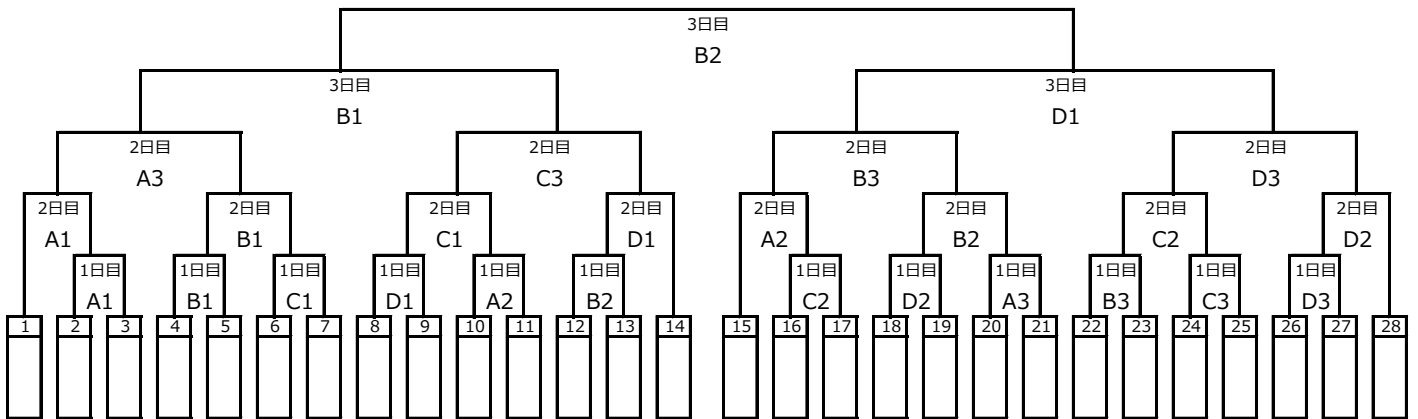 3日目
B2
3日目 3日目
B1 D1
2日目 2日目 2日目 2日目
A3 C3 B3 D3
2日目 2日目 2日目 2日目 2日目 2日目 2日目 2日目
A1 B1 C1 D1 A2 B2 C2 D2
1日目 1日目 1日目 1日目 1日目 1日目 1日目 1日目 1日目 1日目 1日目 1日目
A1 B1 C1 D1 A2 B2 C2 D2 A3 B3 C3 D3
1 2 3 4 5 6 7 8 9 10 11 12 13 14 15 16 17 18 19 20 21 22 23 24 25 26 27 28